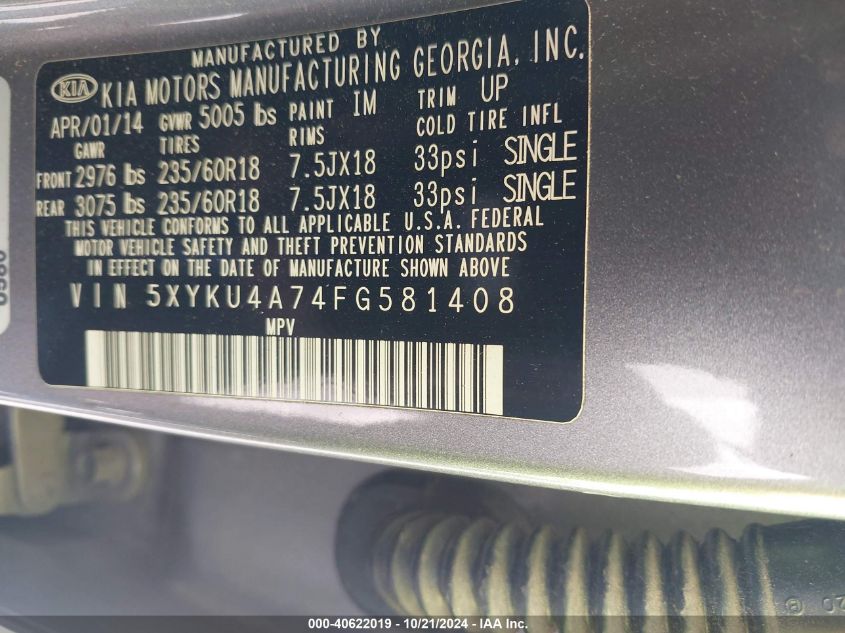 MANUFACTURED BY
KIA KIA MOTORS MANUFACTURING GEORGIA, INC.
APR/01/14 GVWR 5005 lbs PAINT IM TRIM UP
GAWR TIRES RIMS COLD TIRE INFL
FRONT 2976 lbs 235/60R18 7.5JX18 33psi SINGLE
REAR 3075 lbs 235/60R18 7.5JX18 33psi SINGLE
THIS VEHICLE CONFORMS TO ALL APPLICABLE U.S.A. FEDERAL
MOTOR VEHICLE SAFETY AND THEFT PREVENTION STANDARDS
IN EFFECT ON THE DATE OF MANUFACTURE SHOWN ABOVE
VIN 5XYKU4A74FG581408
MPV
20
000-40622019 - 10/21/2024 - IAA Inc.